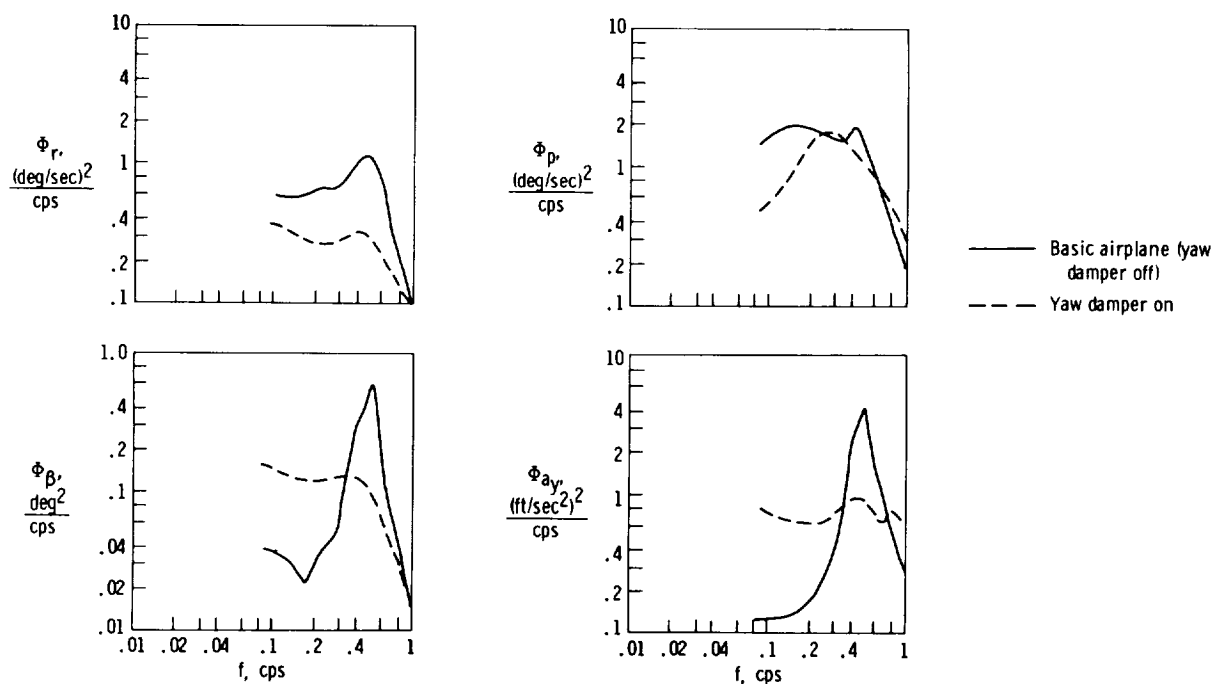 10
4
2
1
.4
.2
.1
Φr,
(deg/sec)2
cps
10
4
2
1
.4
.2
.1
Φp,
(deg/sec)2
cps
Basic airplane (yaw
damper off)
Yaw damper on
1.0
.4
.2
.1
.04
.02
.01
Φβ,
deg2
cps
.01 .02 .04 .1 .2 .4 1
f, cps
10
4
2
1
.4
.2
.1
Φay,
(ft/sec2)2
cps
.01 .02 .04 .1 .2 .4 1
f, cps